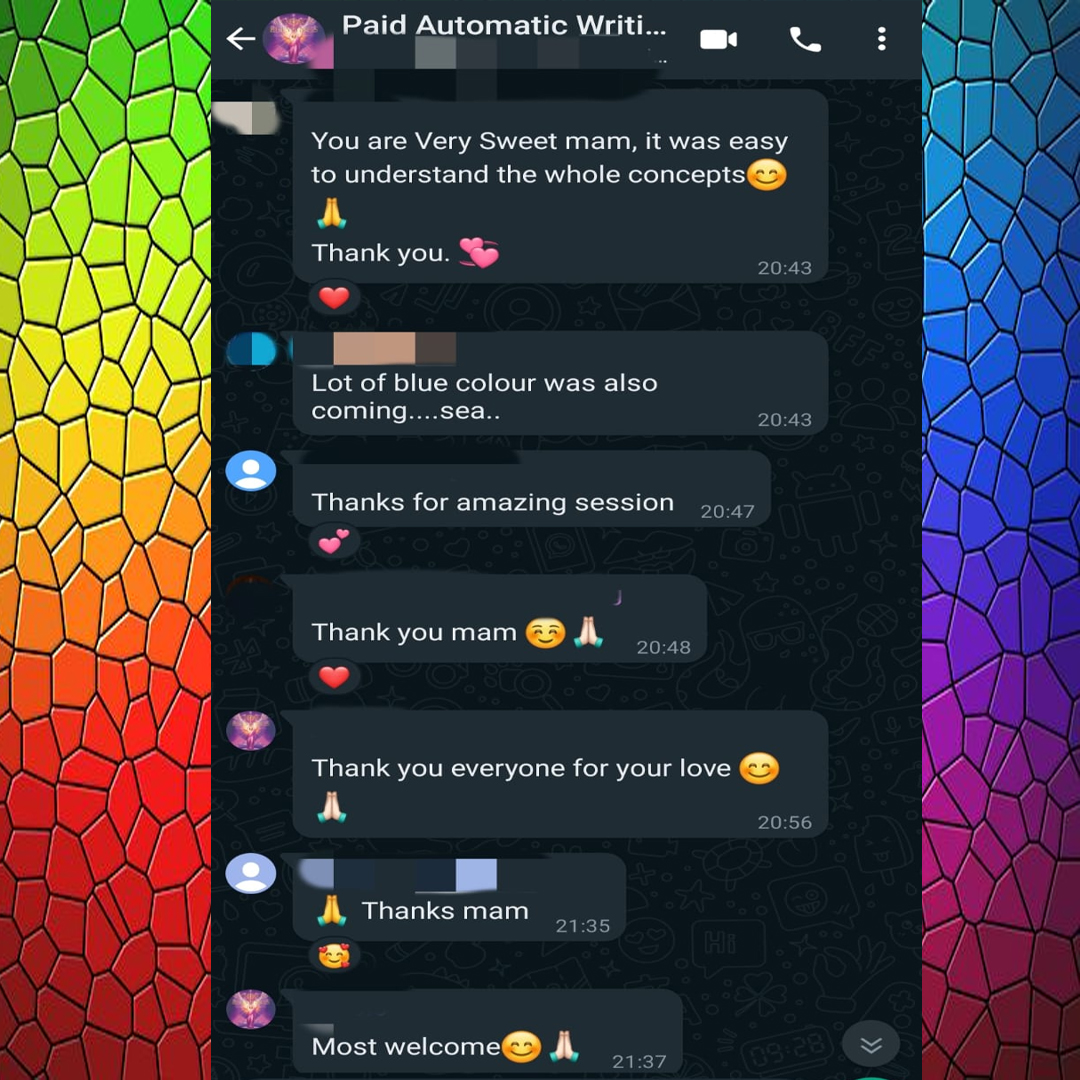 Paid Automatic Writi...
You are Very Sweet mam, it was easy
to understand the whole concepts😊
🙏
Thank you. 💞
20:43
Lot of blue colour was also
coming....sea..
20:43
Thanks for amazing session
20:47
Thank you mam ☺️🙏🏻
20:48
Thank you everyone for your love 😊
🙏🏻
20:56
🙏 Thanks mam
21:35
Most welcome😊🙏🏻
21:37